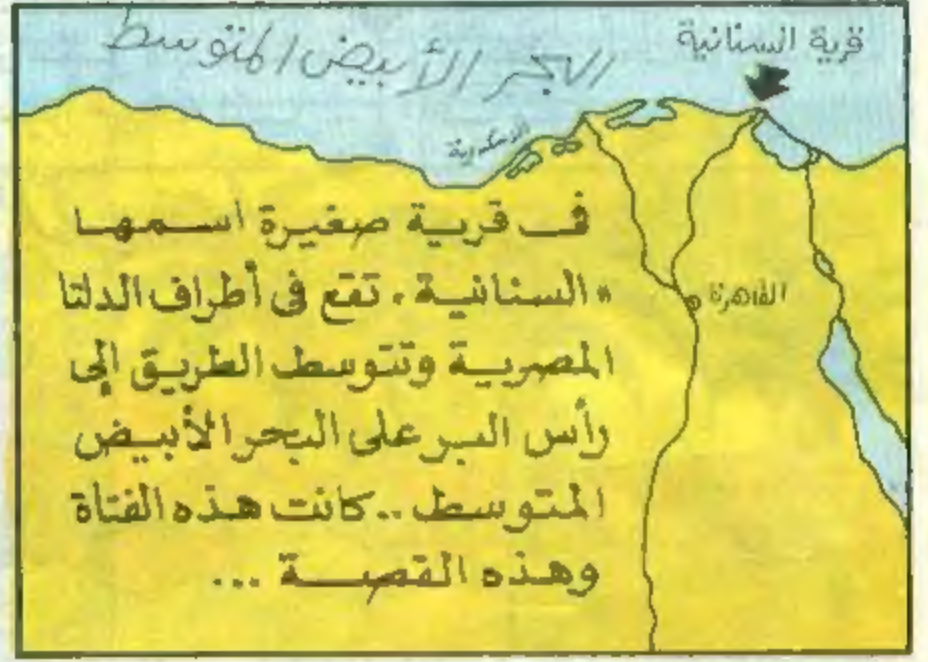 البحر الأبيض المتوسط
قرية السنانية
الاسكندرية
القاهرة
فى قرية صغيرة اسمها
«السنانية» تقع فى أطراف الدلتا
المصرية وتتوسط الطريق إلى
رأس البر على البحر الأبيض
المتوسط .. كانت هذه الفتاة
وهذه القصة ...